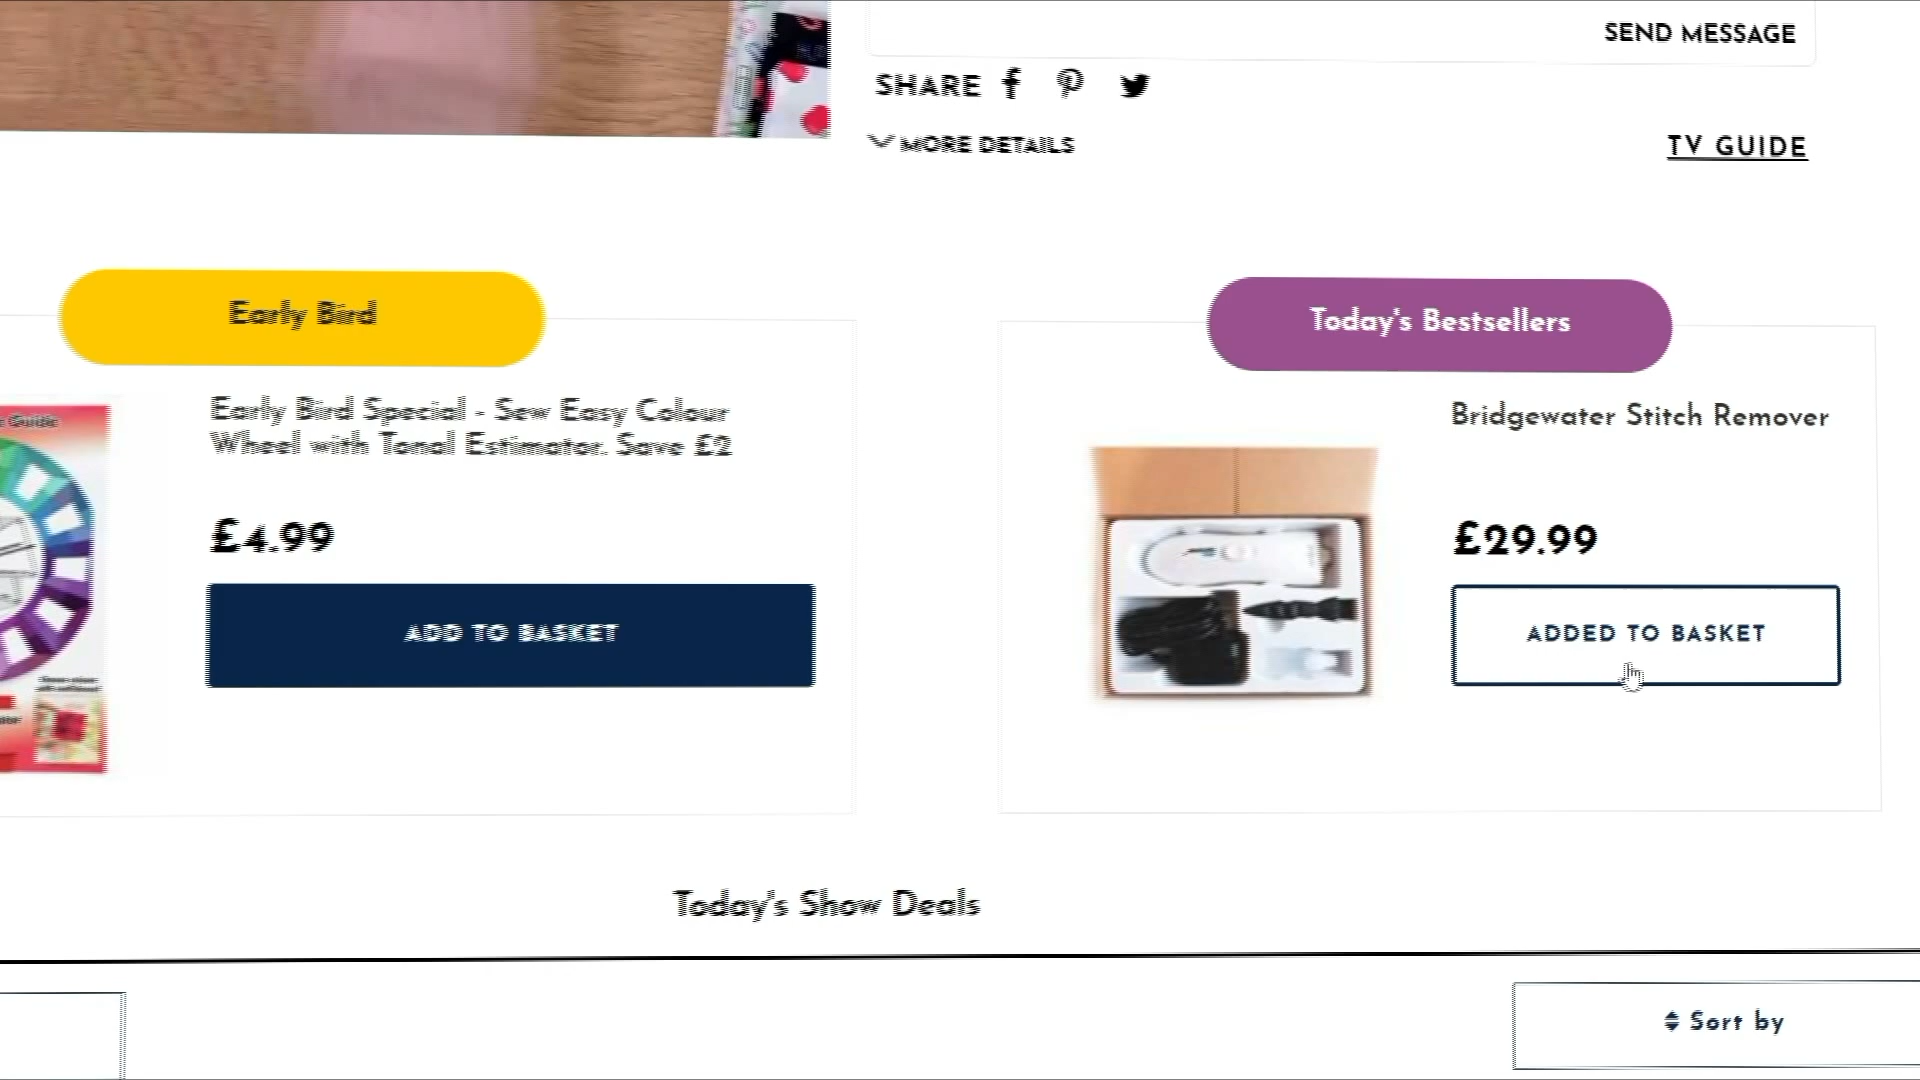 SEND MESSAGE
SHARE
MORE DETAILS
TV GUIDE
Early Bird
Guide
Early Bird Special - Sew Easy Colour
Wheel with Tonal Estimator. Save £2
£4.99
ADD TO BASKET
Today's Bestsellers
Bridgewater Stitch Remover
£29.99
ADDED TO BASKET
Today's Show Deals
Sort by